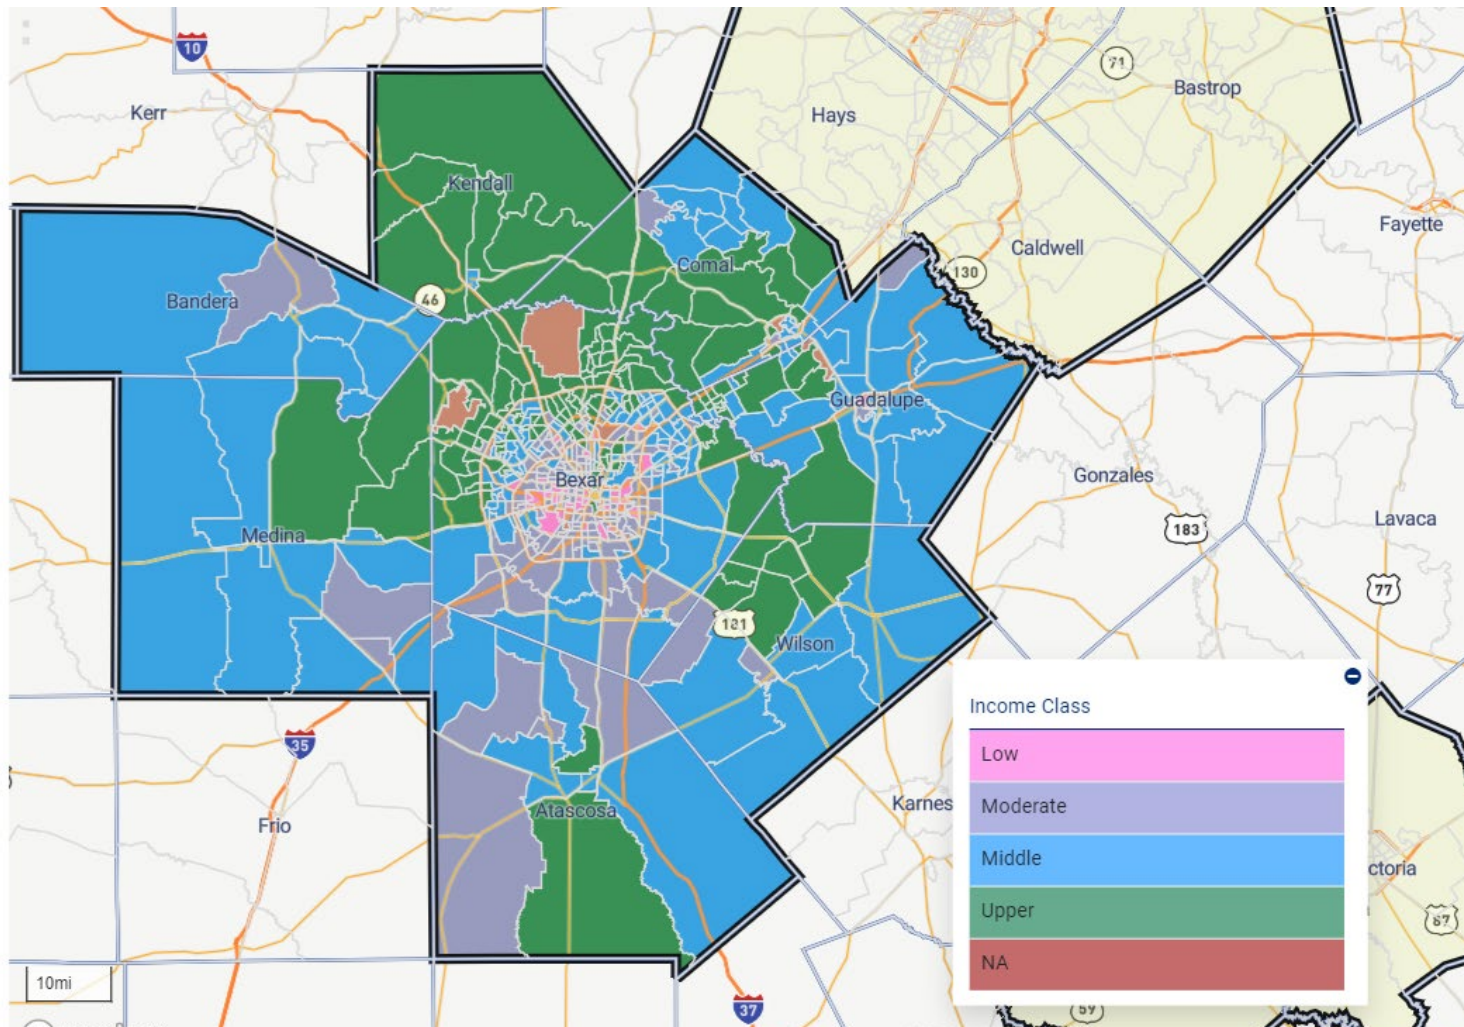 10
71
Bastrop
Kerr
Hays
Kendall
Fayette
Caldwell
Comal
130
Bandera
46
Guadalupe
Gonzales
Bexar
Lavaca
183
Medina
77
181
Wilson
Income Class
35
Low
Karnes
Moderate
Atascosa
Frio
Middle
ctoria
Upper
87
NA
10mi
37
59